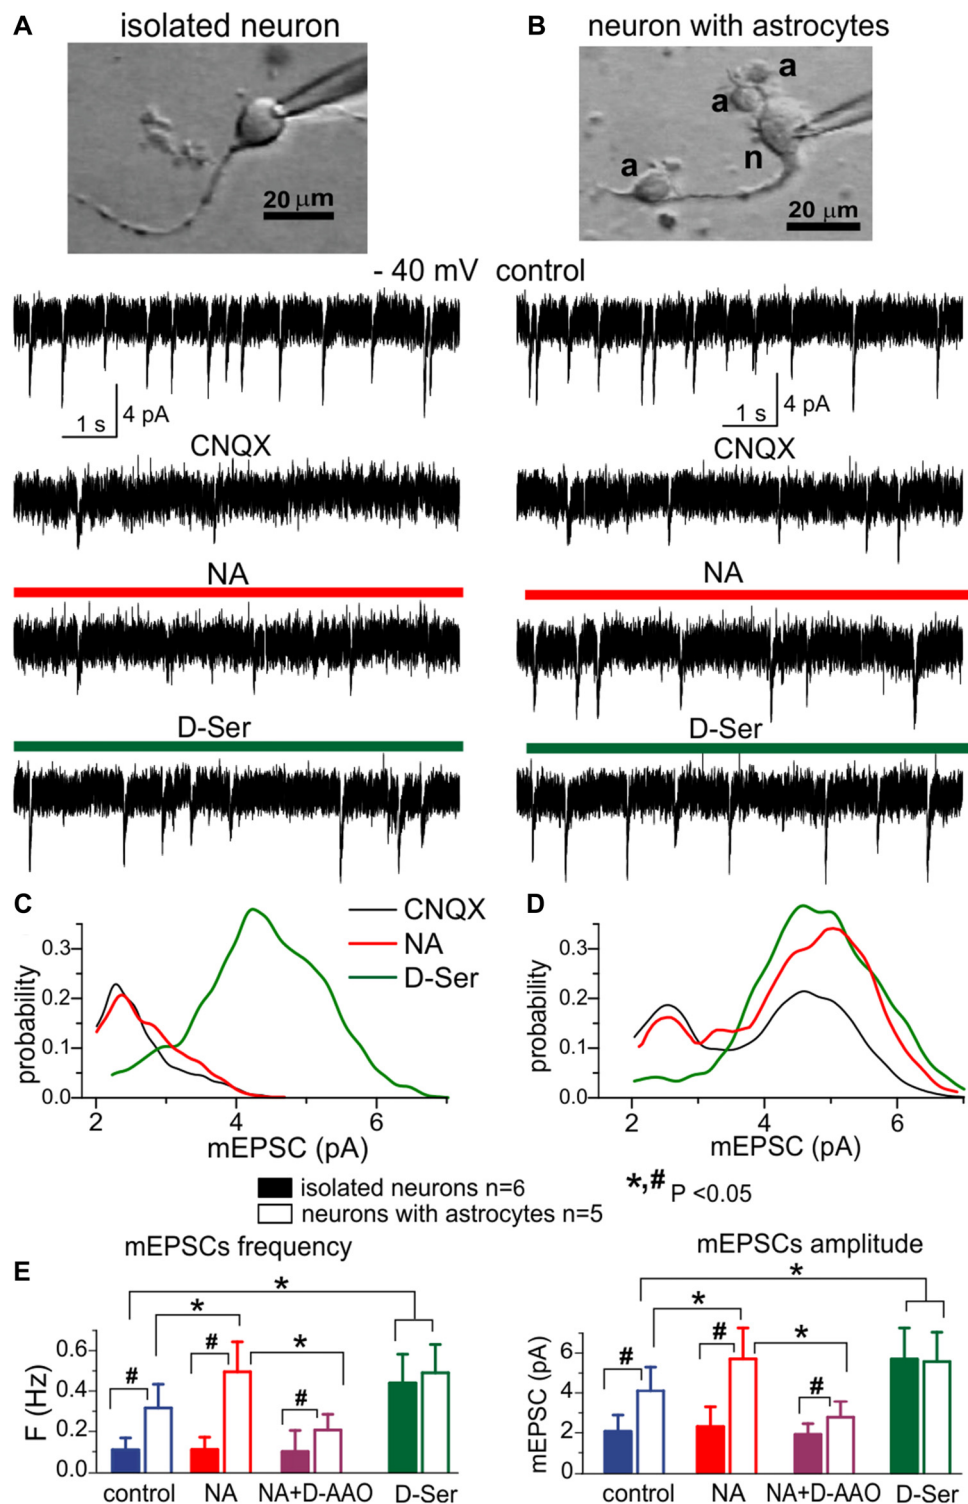 A isolated neuron
B neuron with astrocytes
20 μm
a
a
a
n
20 μm
- 40 mV control
1 s
4 pA
1 s
4 pA
CNQX
CNQX
NA
NA
D-Ser
D-Ser
C
CNQX
NA
D-Ser
D
probability
0.3
0.2
0.1
0.0
2 4 6
mEPSC (pA)
probability
0.3
0.2
0.1
0.0
2 4 6
mEPSC (pA)
isolated neurons n=6
neurons with astrocytes n=5
*,# P <0.05
E
mEPSCs frequency
* * # # * #
F (Hz)
0.6
0.4
0.2
0.0
control NA NA+D-AAO D-Ser
mEPSCs amplitude
* * # # * #
mEPSC (pA)
6
4
2
0
control NA NA+D-AAO D-Ser